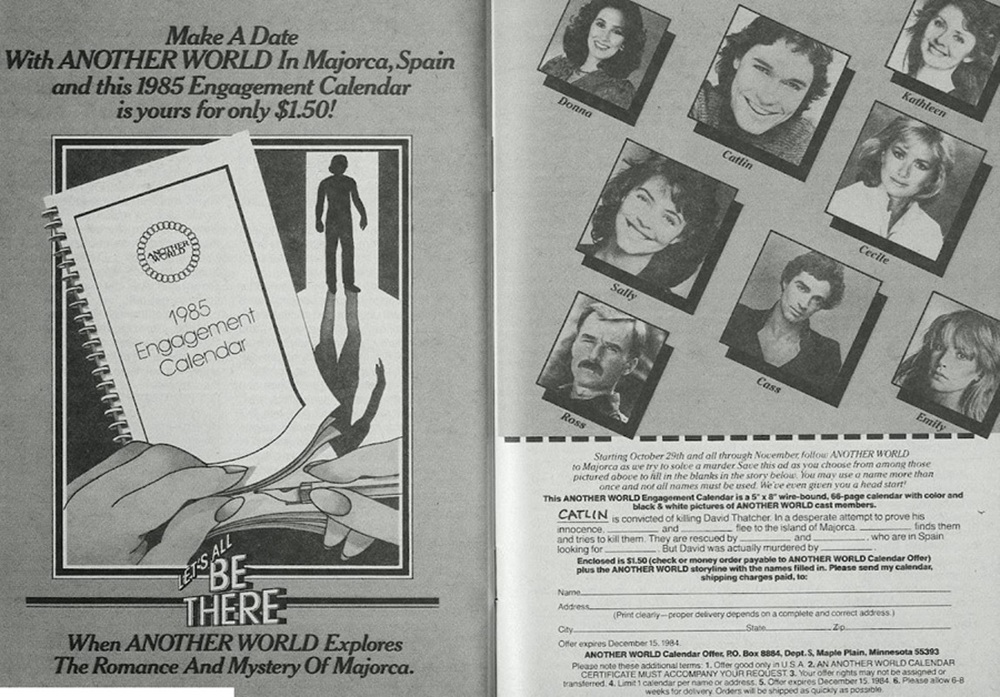 Make A Date
With ANOTHER WORLD In Majorca, Spain
and this 1985 Engagement Calendar
is yours for only $1.50!
ANOTHER
WORLD
1985
Engagement
Calendar
LET'S ALL
BE
THERE
When ANOTHER WORLD Explores
The Romance And Mystery Of Majorca.
Donna
Catlin
Kathleen
Sally
Cecile
Ross
Cass
Emily
Starting October 29th and all through November, follow ANOTHER WORLD
to Majorca as we try to solve a murder. Save this ad as you choose from among those
pictured above to fill in the blanks in the story below. You may use a name more than
once and not all names must be used. We've even given you a head start!
This ANOTHER WORLD Engagement Calendar is a 5" x 8" wire-bound, 66-page calendar with color and
black & white pictures of ANOTHER WORLD cast members.
CATLIN is convicted of killing David Thatcher. In a desperate attempt to prove his
innocence, ________ and ________ flee to the island of Majorca. ________ finds them
and tries to kill them. They are rescued by ________ and ________, who are in Spain
looking for ________. But David was actually murdered by ________.
Enclosed is $1.50 (check or money order payable to ANOTHER WORLD Calendar Offer)
plus the ANOTHER WORLD storyline with the names filled in. Please send my calendar,
shipping charges paid, to:
Name
Address
(Print clearly—proper delivery depends on a complete and correct address.)
City State Zip
Offer expires December 15, 1984.
ANOTHER WORLD Calendar Offer, P.O. Box 8884, Dept. S, Maple Plain, Minnesota 55393
Please note these additional terms: 1. Offer good only in U.S.A. 2. AN ANOTHER WORLD CALENDAR
CERTIFICATE MUST ACCOMPANY YOUR REQUEST. 3. Your offer rights may not be assigned or
transferred. 4. Limit 1 calendar per name or address. 5. Offer expires December 15, 1984. 6. Please allow 6-8
weeks for delivery. Orders will be shipped as quickly as possible.